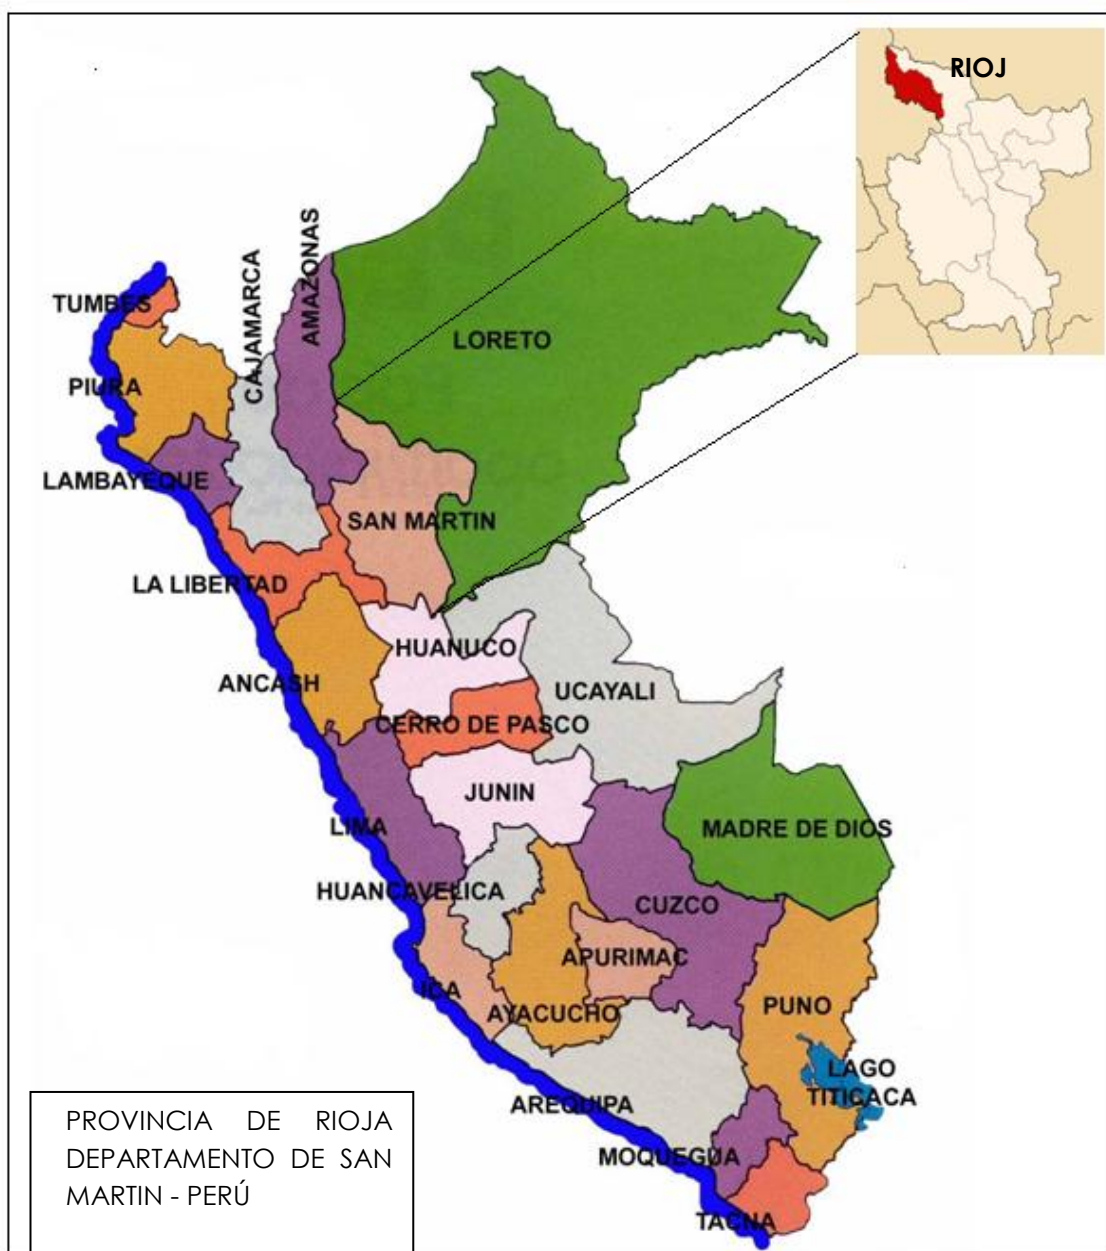 RIOJ
AMAZONAS
CAJAMARCA
TUMBES
LORETO
PIURA
LAMBAYEQUE
SAN MARTIN
LA LIBERTAD
HUANUCO
ANCASH
UCAYALI
CERRO DE PASCO
JUNIN
LIMA
MADRE DE DIOS
HUANCAVELICA
CUZCO
APURIMAC
ICA
AYACUCHO
PUNO
LAGO
TITICACA
AREQUIPA
MOQUEGUA
TACNA
PROVINCIA DE RIOJA
DEPARTAMENTO DE SAN
MARTIN - PERÚ